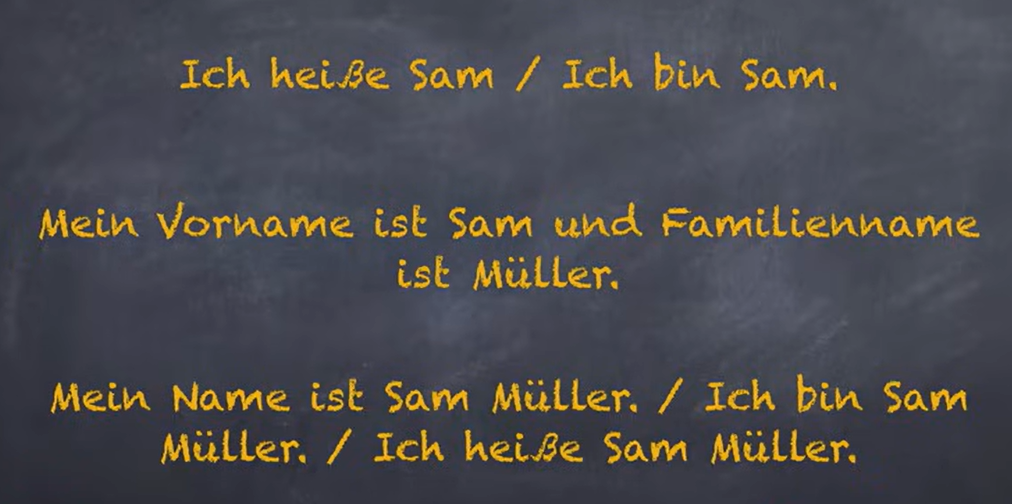 Ich heiße Sam / Ich bin Sam.
Mein Vorname ist Sam und Familienname
ist Müller.
Mein Name ist Sam Müller. / Ich bin Sam
Müller. / Ich heiße Sam Müller.